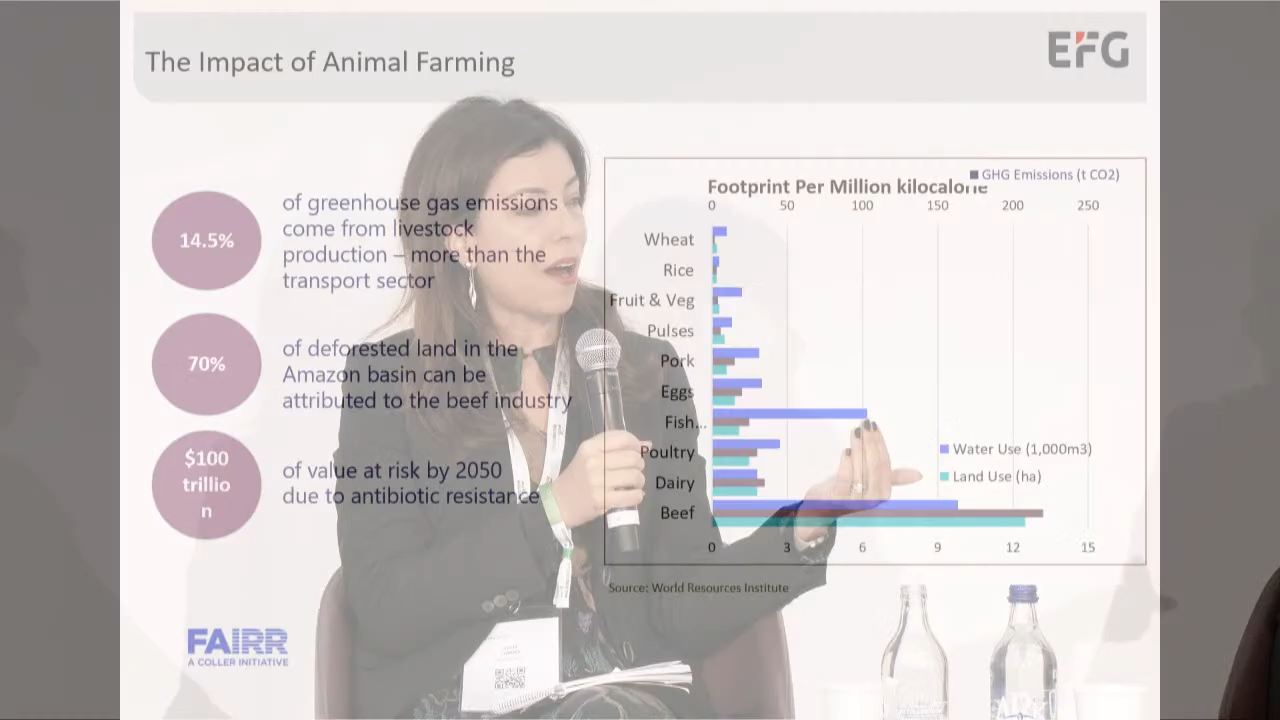 The Impact of Animal Farming
EFG
14.5%
of greenhouse gas emissions
come from livestock
production – more than the
transport sector
70%
of deforested land in the
Amazon basin can be
attributed to the beef industry
$100
trillio
n
of value at risk by 2050
due to antibiotic resistance
FAIRR
A COLLER INITIATIVE
GHG Emissions (t CO2)
Footprint Per Million kilocalorie
0 50 100 150 200 250
Wheat
Rice
Fruit & Veg
Pulses
Pork
Eggs
Fish...
Poultry
Dairy
Beef
Water Use (1,000m3)
Land Use (ha)
0 3 6 9 12 15
Source: World Resources Institute